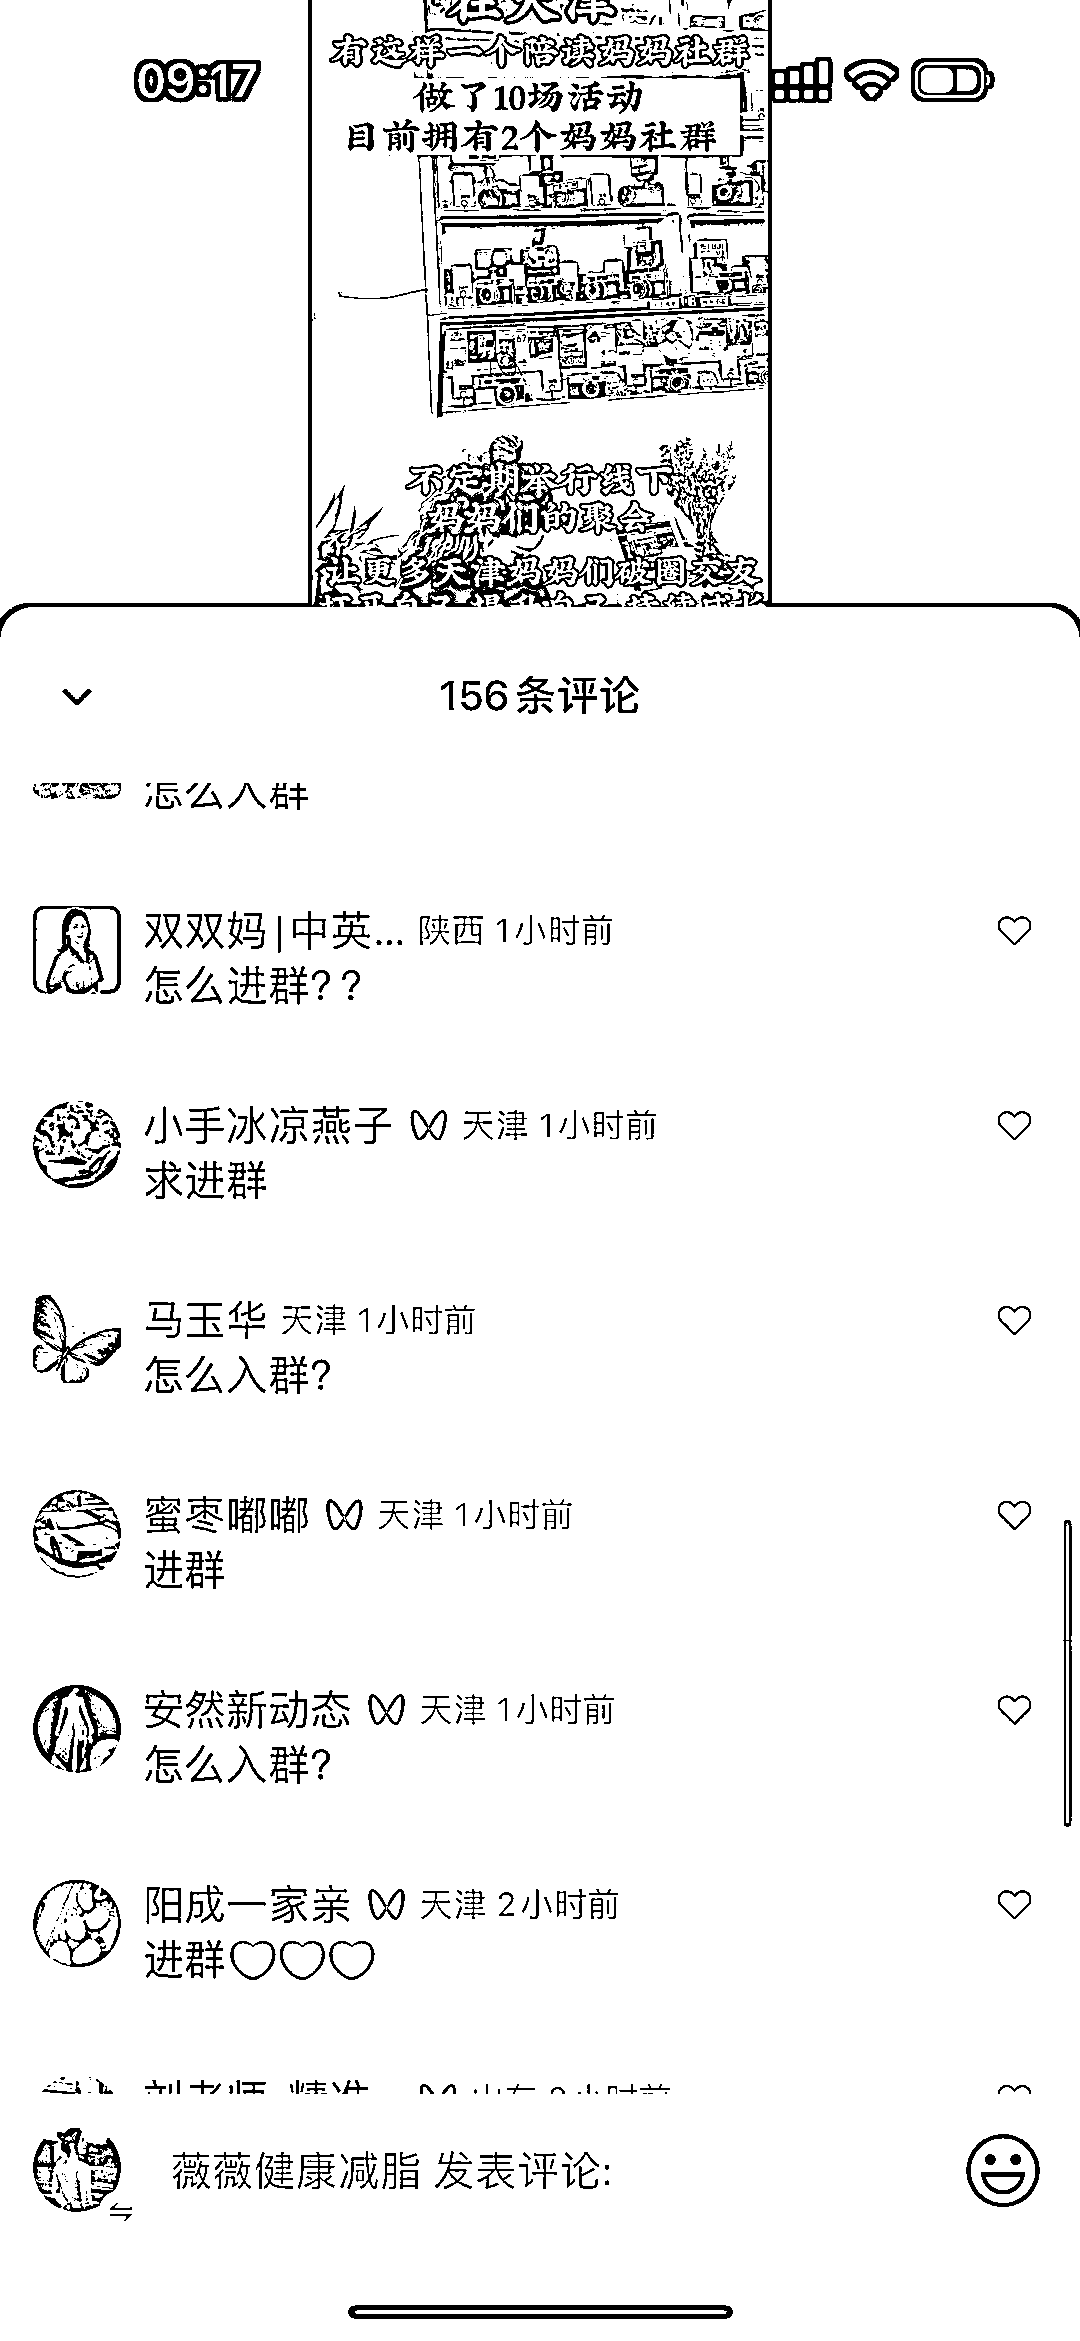 在天津
有这样一个陪读妈妈社群
09:17
做了10场活动
目前拥有2个妈妈社群
不定期举行线下
妈妈们的聚会
让更多天津妈妈们破圈交友
156条评论
怎么入群
双双妈|中英... 陕西 1小时前
怎么进群??
小手冰凉燕子 天津 1小时前
求进群
马玉华 天津 1小时前
怎么入群?
蜜枣嘟嘟 天津 1小时前
进群
安然新动态 天津 1小时前
怎么入群?
阳成一家亲 天津 2小时前
进群♡♡♡
薇薇健康减脂 发表评论: